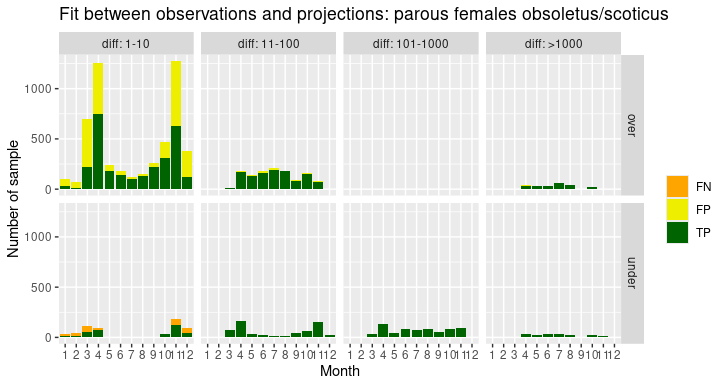 Fit between observations and projections: parous females obsoletus/scoticus
diff: 1-10 diff: 11-100 diff: 101-1000 diff: >1000
1000
500
0
over
1000
500
0
under
Number of sample
1 2 3 4 5 6 7 8 9 10 11 12 1 2 3 4 5 6 7 8 9 10 11 12 1 2 3 4 5 6 7 8 9 10 11 12 1 2 3 4 5 6 7 8 9 10 11 12
Month
FN
FP
TP